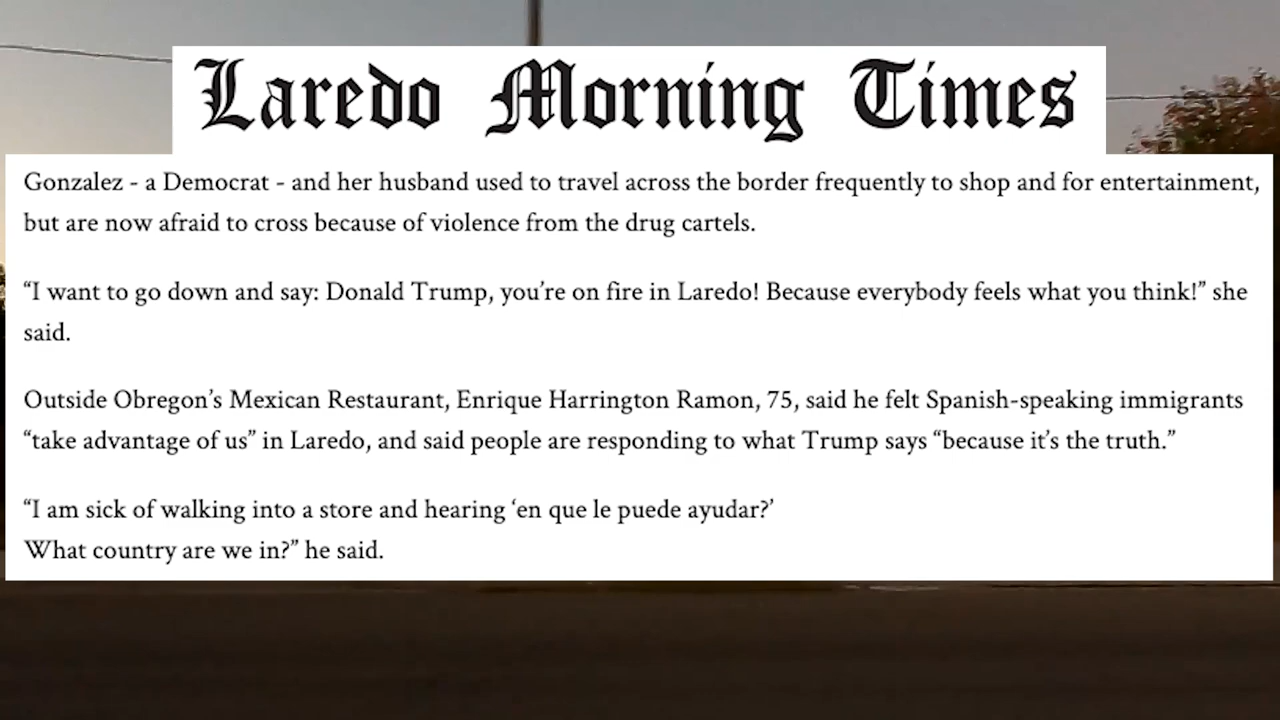 Laredo Morning Times
Gonzalez - a Democrat - and her husband used to travel across the border frequently to shop and for entertainment,
but are now afraid to cross because of violence from the drug cartels.
“I want to go down and say: Donald Trump, you’re on fire in Laredo! Because everybody feels what you think!” she
said.
Outside Obregon’s Mexican Restaurant, Enrique Harrington Ramon, 75, said he felt Spanish-speaking immigrants
“take advantage of us” in Laredo, and said people are responding to what Trump says “because it’s the truth.”
“I am sick of walking into a store and hearing ‘en que le puede ayudar?’
What country are we in?” he said.